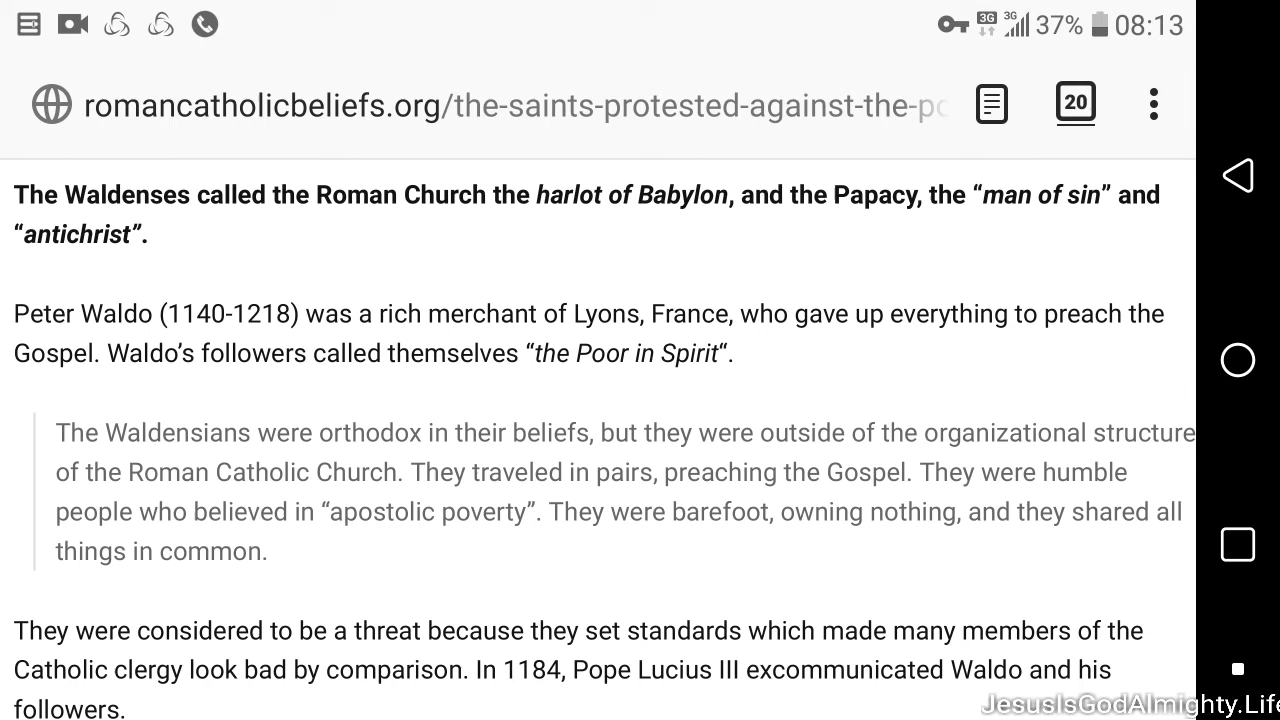 3G 3G 37% 08:13
romancatholicbeliefs.org/the-saints-protested-against-the-po
20
The Waldenses called the Roman Church the harlot of Babylon, and the Papacy, the “man of sin” and
“antichrist”.
Peter Waldo (1140-1218) was a rich merchant of Lyons, France, who gave up everything to preach the
Gospel. Waldo’s followers called themselves “the Poor in Spirit“.
The Waldensians were orthodox in their beliefs, but they were outside of the organizational structure
of the Roman Catholic Church. They traveled in pairs, preaching the Gospel. They were humble
people who believed in “apostolic poverty”. They were barefoot, owning nothing, and they shared all
things in common.
They were considered to be a threat because they set standards which made many members of the
Catholic clergy look bad by comparison. In 1184, Pope Lucius III excommunicated Waldo and his
followers.
JesusIsGodAlmighty.Life